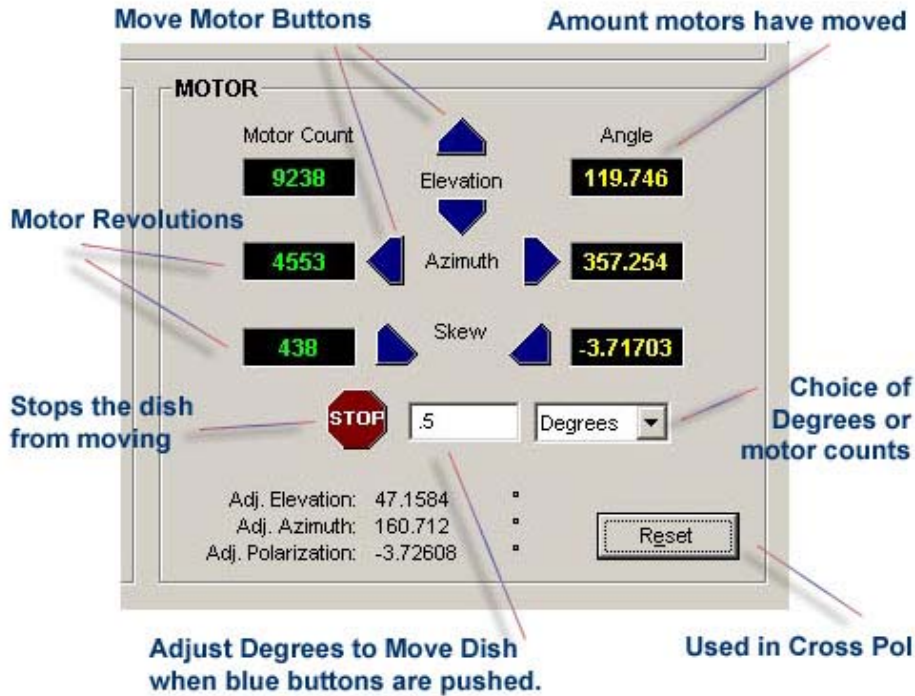 Move Motor Buttons
Amount motors have moved
MOTOR
Motor Count
Angle
9238
Elevation
119.746
Motor Revolutions
4553
Azimuth
357.254
438
Skew
-3.71703
Stops the dish
from moving
STOP
.5
Degrees
Choice of
Degrees or
motor counts
Adj. Elevation: 47.1584 °
Adj. Azimuth: 160.712 °
Adj. Polarization: -3.72608 °
Reset
Adjust Degrees to Move Dish
when blue buttons are pushed.
Used in Cross Pol